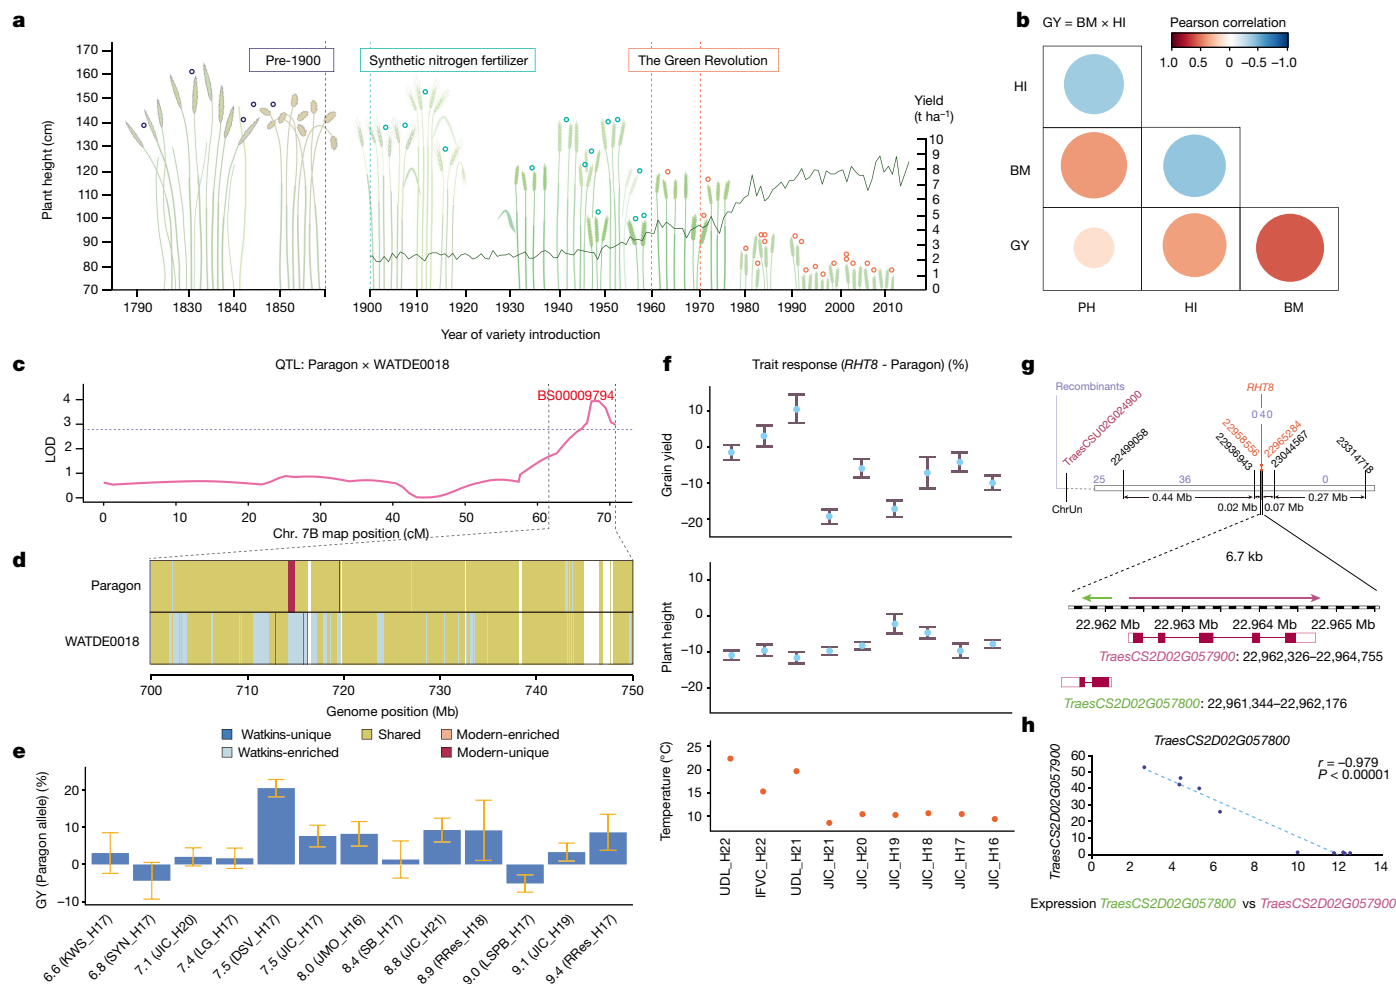 a
170
160
150
140
130
120
110
100
90
80
70
Plant height (cm)
Pre-1900
Synthetic nitrogen fertilizer
The Green Revolution
Yield
(t ha−1)
10
9
8
7
6
5
4
3
2
1
0
1790
1830
1840
1850
1900
1910
1920
1930
1940
1950
1960
1970
1980
1990
2000
2010
Year of variety introduction
b
GY = BM × HI
Pearson correlation
1.0 0.5 0 −0.5 −1.0
HI
BM
GY
PH HI BM
c
QTL: Paragon × WATDE0018
BS00009794
LOD
4
3
2
1
0
0 10 20 30 40 50 60 70
Chr. 7B map position (cM)
d
Paragon
WATDE0018
700 710 720 730 740 750
Genome position (Mb)
Watkins-unique
Shared
Modern-enriched
Watkins-enriched
Modern-unique
e
GY (Paragon allele) (%)
20
10
0
−10
6.6 (KWS_H17)
6.8 (SYN_H17)
7.1 (JIC_H20)
7.4 (LG_H17)
7.5 (DSV_H17)
7.5 (JIC_H17)
8.0 (JMO_H16)
8.4 (SB_H17)
8.8 (JIC_H21)
8.9 (RRes_H18)
9.0 (LSPB_H17)
9.1 (JIC_H19)
9.4 (RRes_H17)
f
Trait response (RHT8 - Paragon) (%)
Grain yield
10
0
−10
−20
Plant height
10
0
−10
−20
Temperature (°C)
25
20
15
10
UDL_H22
IFVC_H22
UDL_H21
JIC_H21
JIC_H20
JIC_H19
JIC_H18
JIC_H17
JIC_H16
g
Recombinants
TraesCSU02G024900
22499058
22936943
22958556
RHT8
0 4 0
22965284
23044567
23314718
25
36
0
0.44 Mb
0.02 Mb
0.07 Mb
0.27 Mb
ChrUn
6.7 kb
22.962 Mb 22.963 Mb 22.964 Mb 22.965 Mb
TraesCS2D02G057900: 22,962,326–22,964,755
TraesCS2D02G057800: 22,961,344–22,962,176
h
TraesCS2D02G057800
TraesCS2D02G057900
r = −0.979
P < 0.00001
60
50
40
30
20
10
0
0 2 4 6 8 10 12 14
Expression TraesCS2D02G057800 vs TraesCS2D02G057900